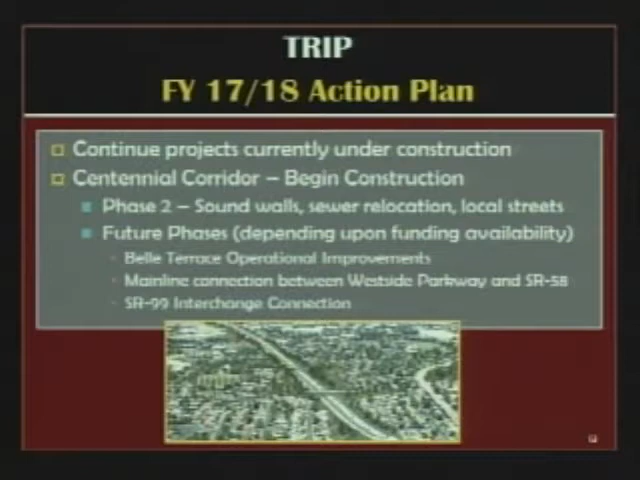 TRIP
FY 17/18 Action Plan
Continue projects currently under construction
Centennial Corridor – Begin Construction
Phase 2 – Sound walls, sewer relocation, local streets
Future Phases (depending upon funding availability)
Belle Terrace Operational Improvements
Mainline connection between Westside Parkway and SR-58
SR-99 Interchange Connection